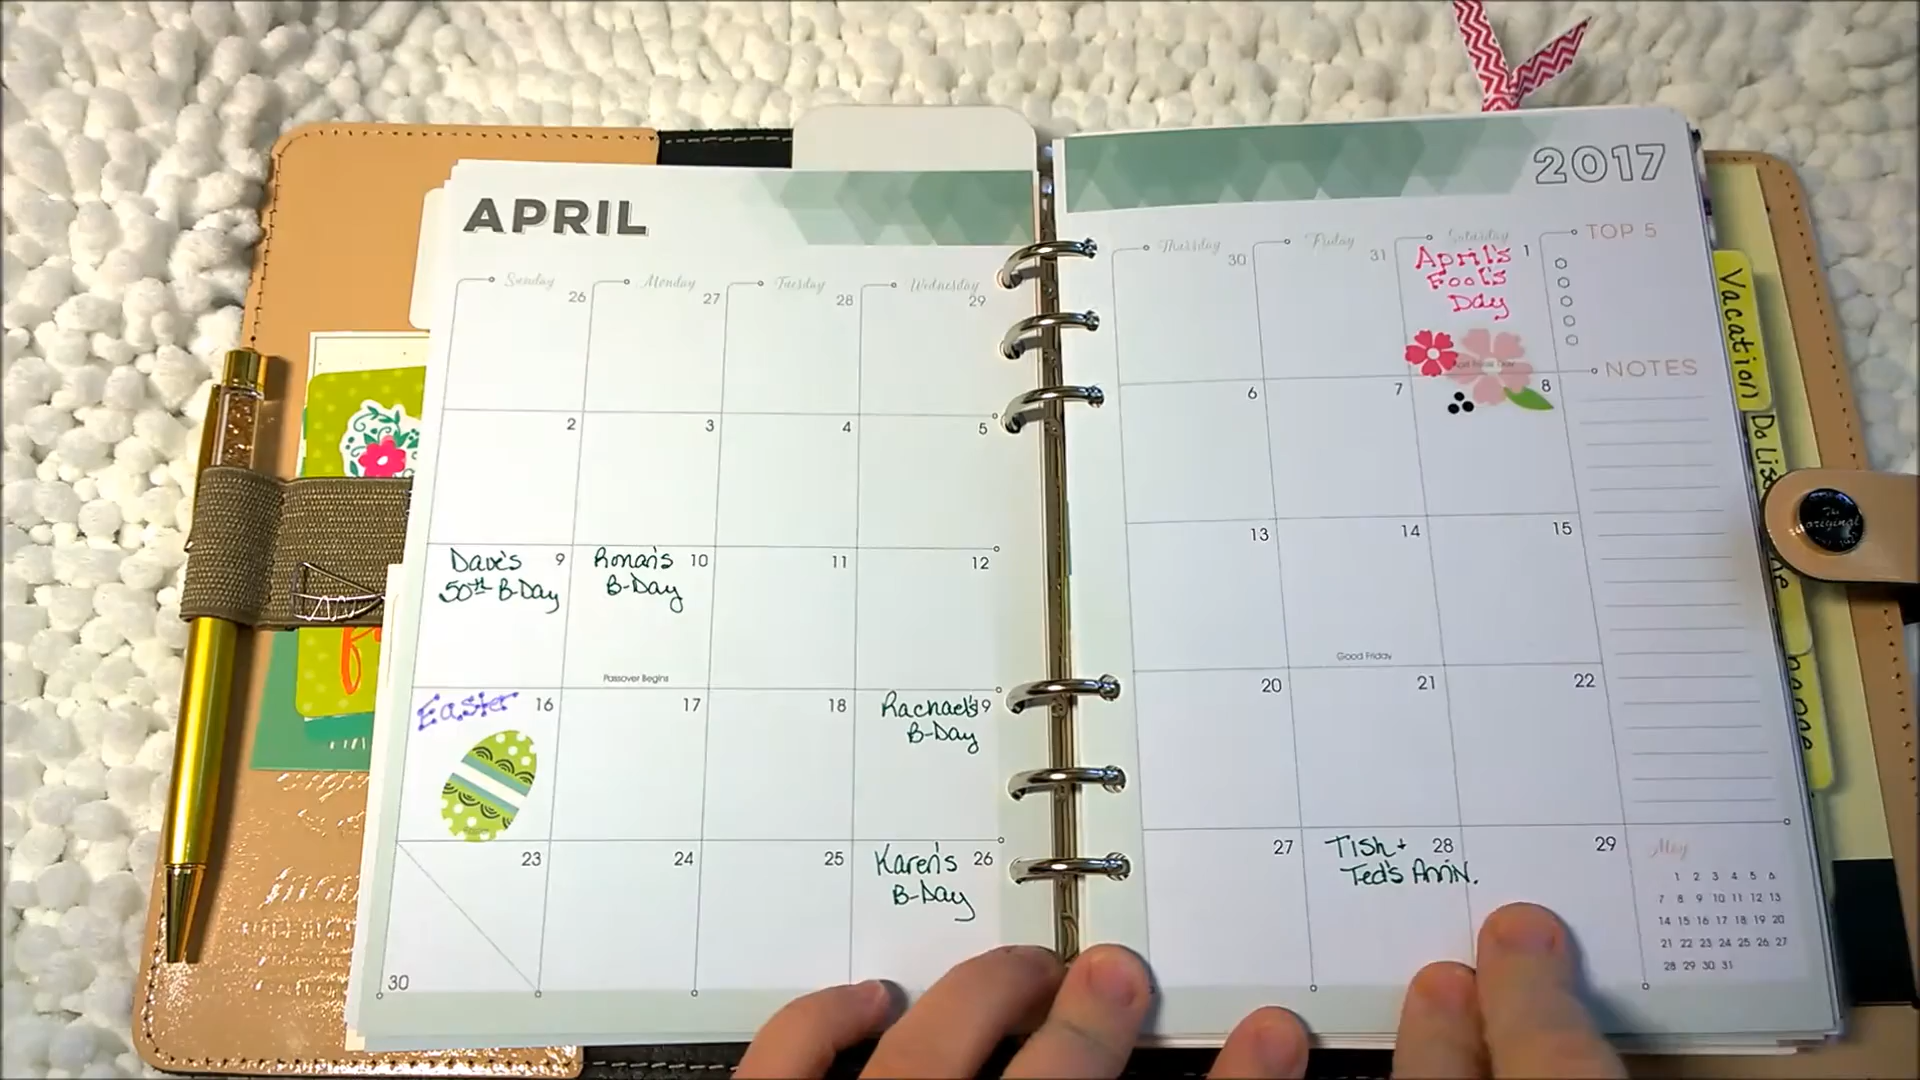 APRIL
2017
Sunday Monday Tuesday Wednesday Thursday Friday Saturday
26 27 28 29 30 31 1
April's
Fool's
Day
TOP 5
NOTES
2 3 4 5 6 7 8
9 10 11 12 13 14 15
Dave's
50th B-Day
Ronan's
B-Day
Passover Begins
Good Friday
16 17 18 19 20 21 22
Easter
Rachael's
B-Day
23 24 25 26 27 28 29
30
Karen's
B-Day
Tish +
Ted's Anniv.
May
1 2 3 4 5 6
7 8 9 10 11 12 13
14 15 16 17 18 19 20
21 22 23 24 25 26 27
28 29 30 31
Vacation
Do List
The
original